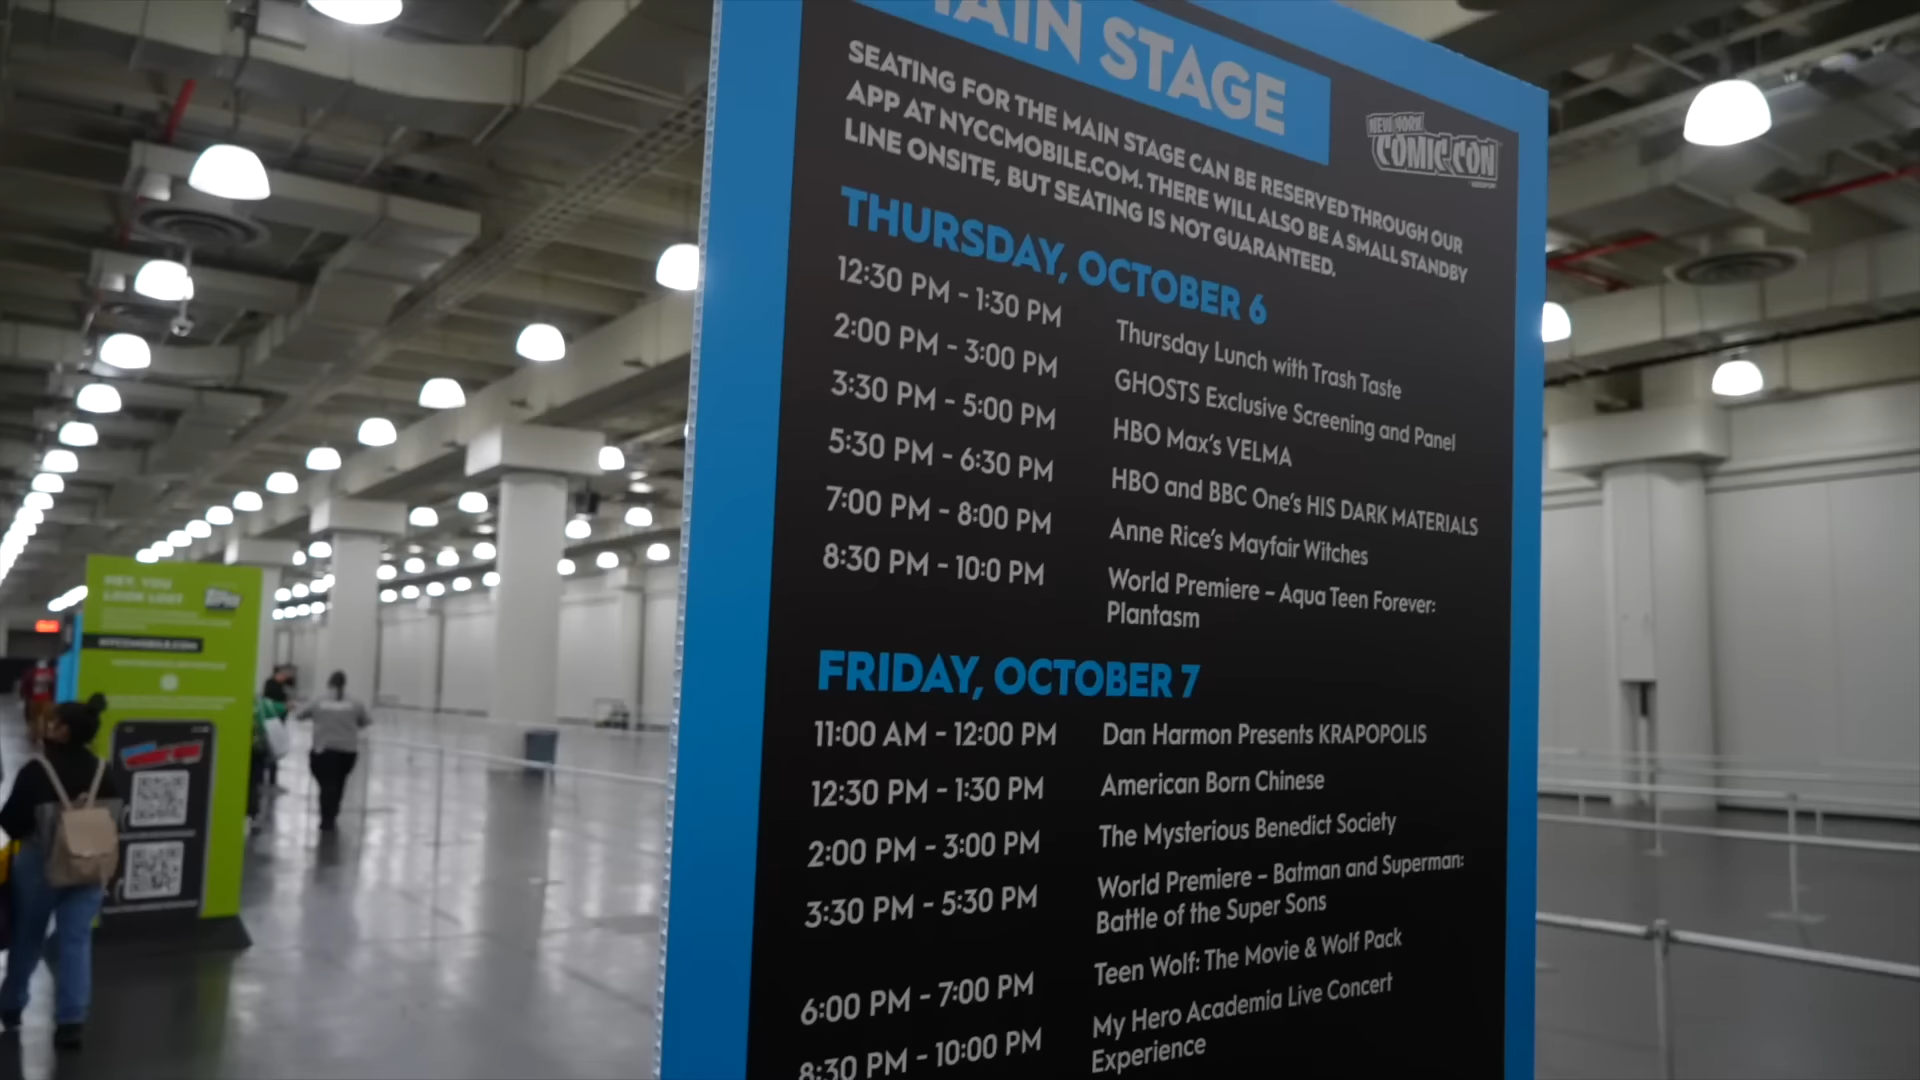 AIN STAGE
NEW YORK
COMIC CON
SEATING FOR THE MAIN STAGE CAN BE RESERVED THROUGH OUR
APP AT NYCCMOBILE.COM. THERE WILL ALSO BE A SMALL STANDBY
LINE ONSITE, BUT SEATING IS NOT GUARANTEED.
THURSDAY, OCTOBER 6
12:30 PM - 1:30 PM Thursday Lunch with Trash Taste
2:00 PM - 3:00 PM GHOSTS Exclusive Screening and Panel
3:30 PM - 5:00 PM HBO Max's VELMA
5:30 PM - 6:30 PM HBO and BBC One's HIS DARK MATERIALS
7:00 PM - 8:00 PM Anne Rice's Mayfair Witches
8:30 PM - 10:0 PM World Premiere – Aqua Teen Forever:
Plantasm
FRIDAY, OCTOBER 7
11:00 AM - 12:00 PM Dan Harmon Presents KRAPOPOLIS
12:30 PM - 1:30 PM American Born Chinese
2:00 PM - 3:00 PM The Mysterious Benedict Society
3:30 PM - 5:30 PM World Premiere – Batman and Superman:
Battle of the Super Sons
6:00 PM - 7:00 PM Teen Wolf: The Movie & Wolf Pack
8:30 PM - 10:00 PM My Hero Academia Live Concert
Experience
HEY, YOU
LOOK LOST
NYCCMOBILE.COM